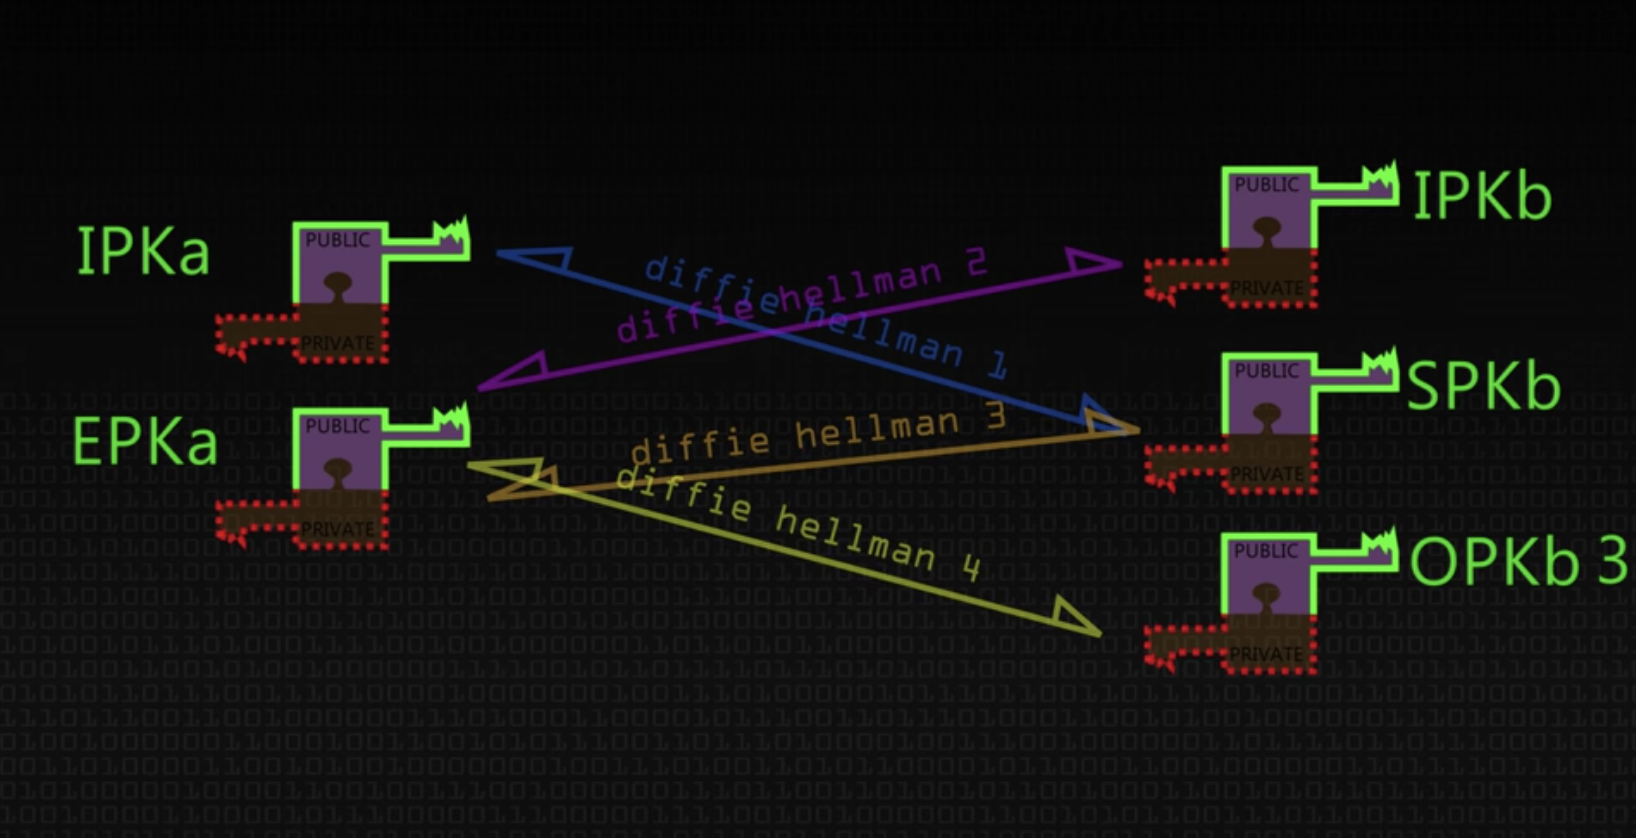 IPKa
PUBLIC
PRIVATE
EPKa
PUBLIC
PRIVATE
diffie hellman 1
diffie hellman 2
diffie hellman 3
diffie hellman 4
PUBLIC
IPKb
PRIVATE
PUBLIC
SPKb
PRIVATE
PUBLIC
OPKb 3
PRIVATE